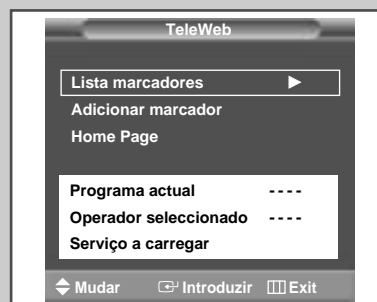 TeleWeb
Lista marcadores
Adicionar marcador
Home Page
Programa actual - - - -
Operador seleccionado - - - -
Serviço a carregar
Mudar Introduzir Exit